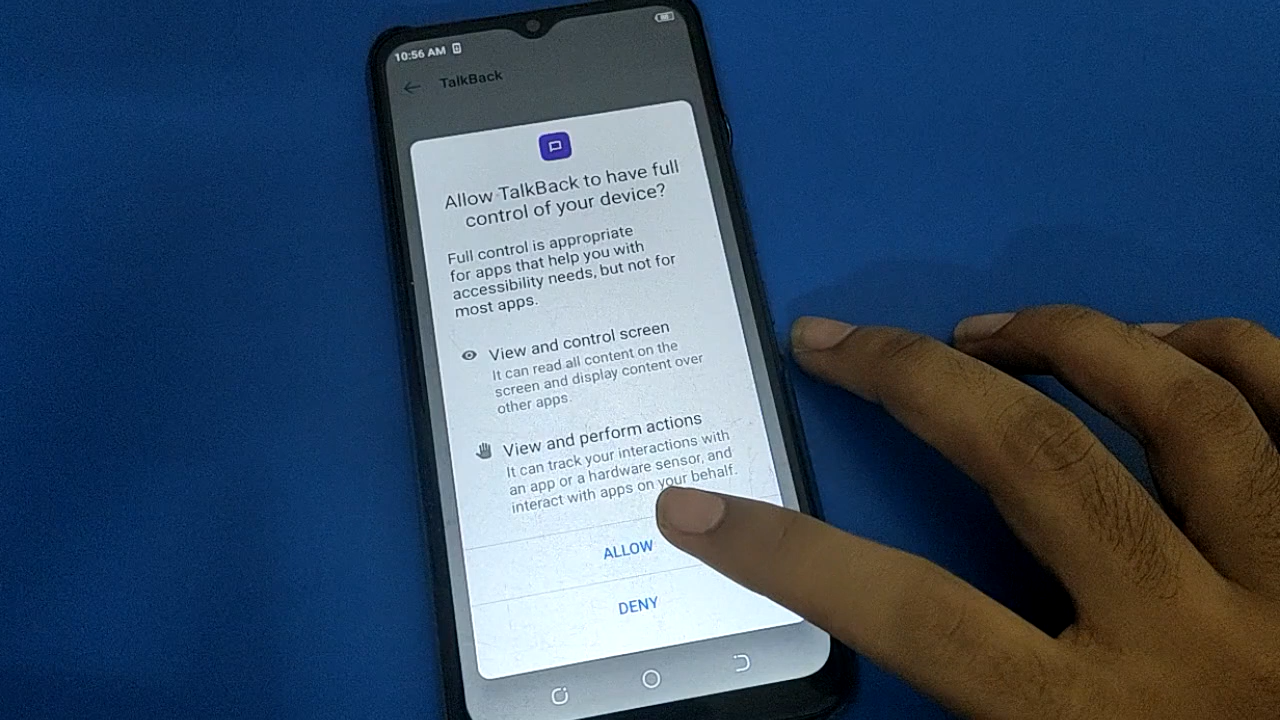 10:56 AM
TalkBack
Allow TalkBack to have full
control of your device?
Full control is appropriate
for apps that help you with
accessibility needs, but not for
most apps.
View and control screen
It can read all content on the
screen and display content over
other apps.
View and perform actions
It can track your interactions with
an app or a hardware sensor, and
interact with apps on your behalf.
ALLOW
DENY